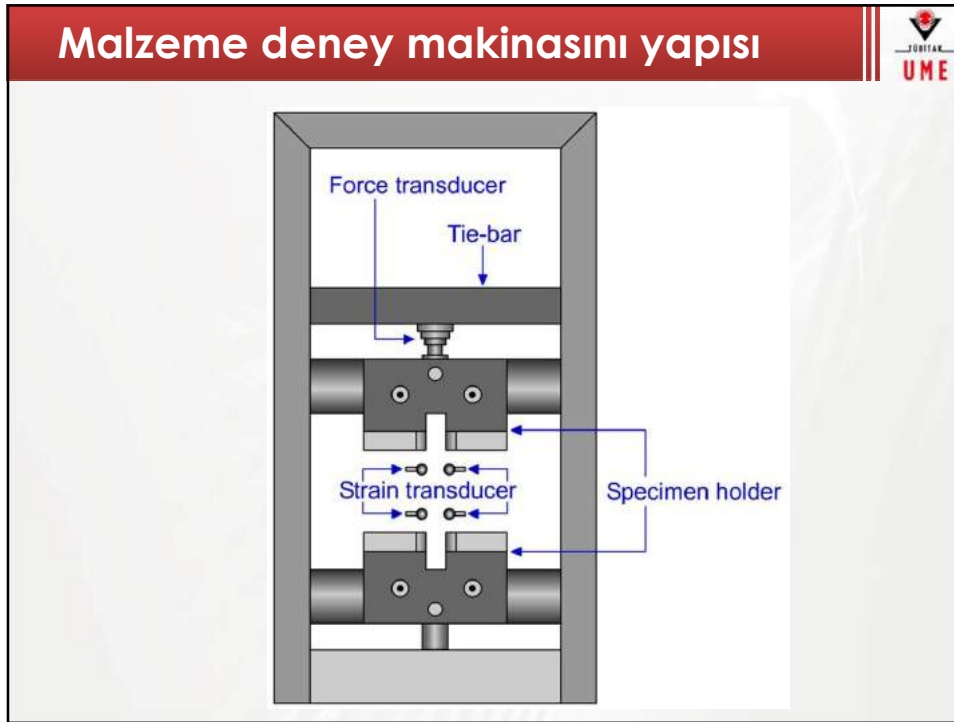 Malzeme deney makinasını yapısı
TÜBİTAK
UME
Force transducer
Tie-bar
Strain transducer
Specimen holder